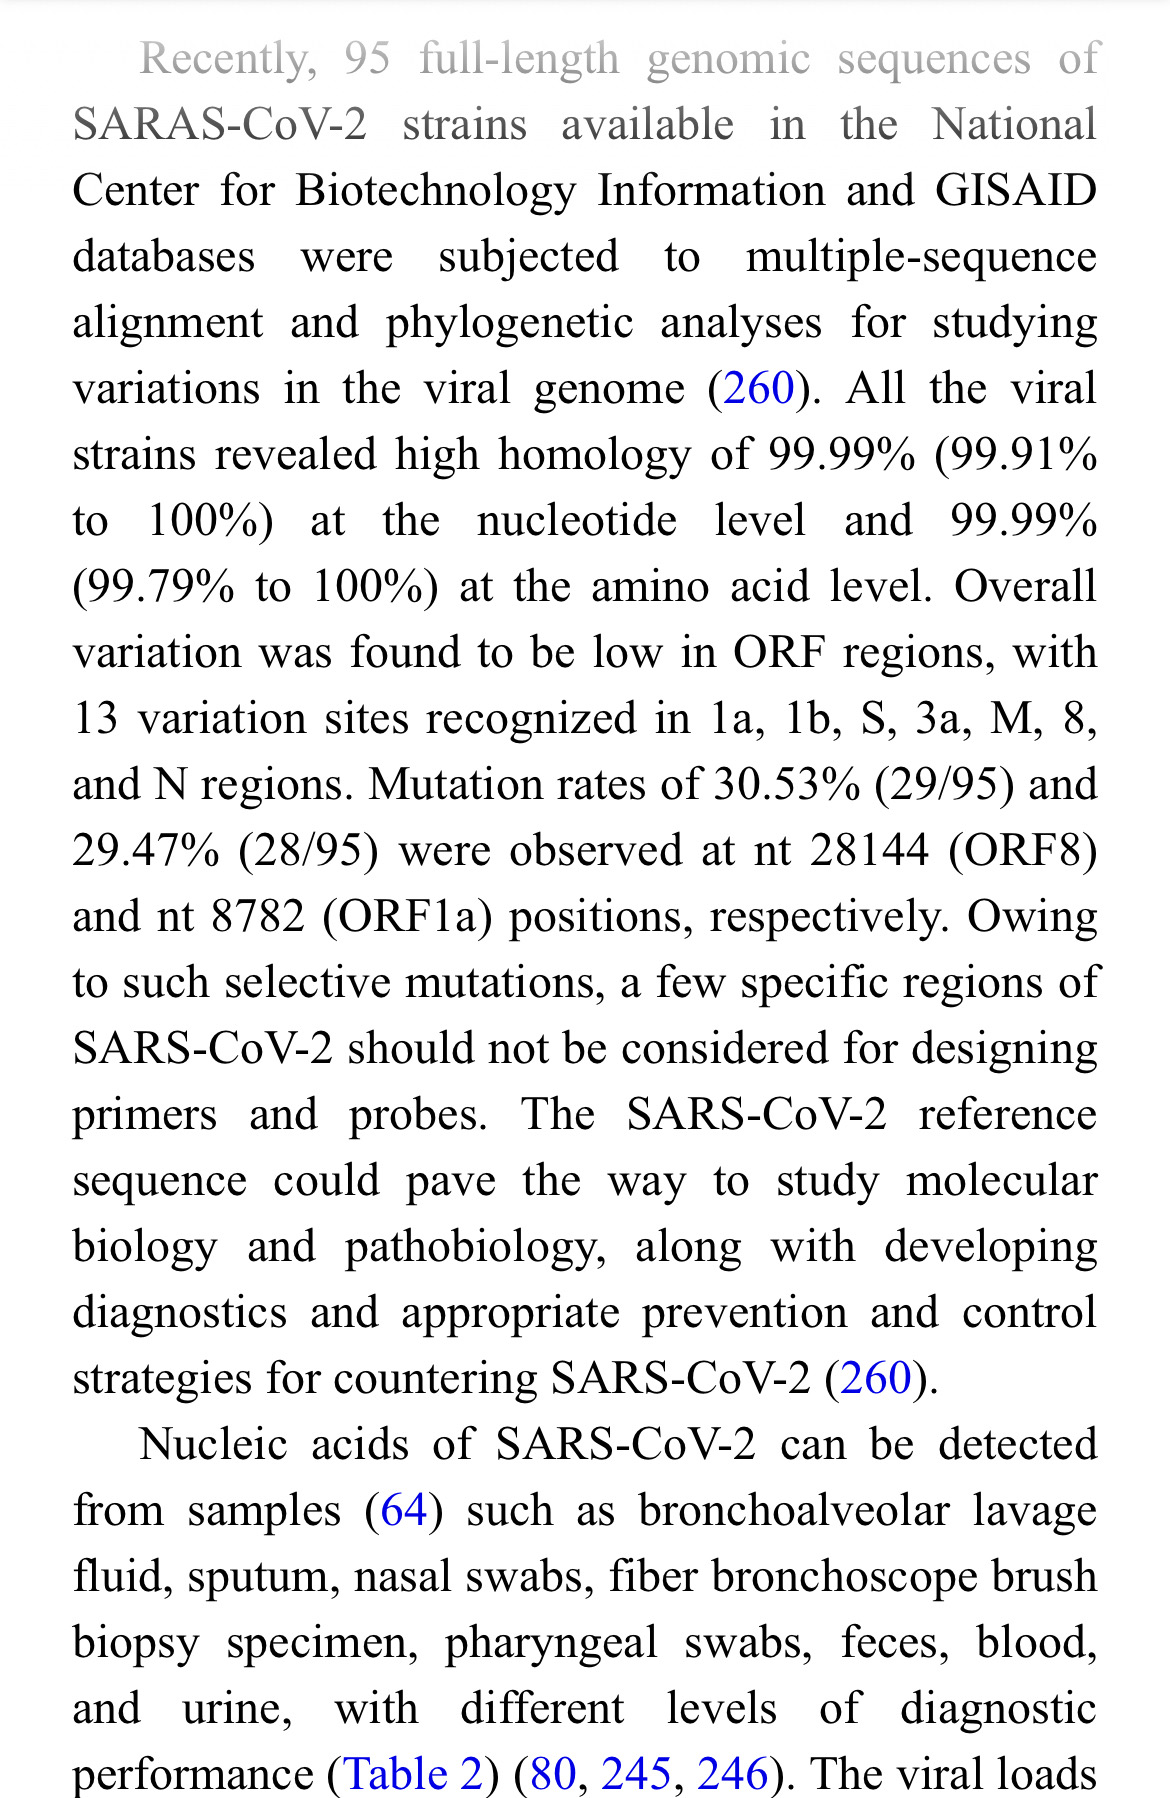 Recently, 95 full-length genomic sequences of
SARAS-CoV-2 strains available in the National
Center for Biotechnology Information and GISAID
databases were subjected to multiple-sequence
alignment and phylogenetic analyses for studying
variations in the viral genome (260). All the viral
strains revealed high homology of 99.99% (99.91%
to 100%) at the nucleotide level and 99.99%
(99.79% to 100%) at the amino acid level. Overall
variation was found to be low in ORF regions, with
13 variation sites recognized in 1a, 1b, S, 3a, M, 8,
and N regions. Mutation rates of 30.53% (29/95) and
29.47% (28/95) were observed at nt 28144 (ORF8)
and nt 8782 (ORF1a) positions, respectively. Owing
to such selective mutations, a few specific regions of
SARS-CoV-2 should not be considered for designing
primers and probes. The SARS-CoV-2 reference
sequence could pave the way to study molecular
biology and pathobiology, along with developing
diagnostics and appropriate prevention and control
strategies for countering SARS-CoV-2 (260).
Nucleic acids of SARS-CoV-2 can be detected
from samples (64) such as bronchoalveolar lavage
fluid, sputum, nasal swabs, fiber bronchoscope brush
biopsy specimen, pharyngeal swabs, feces, blood,
and urine, with different levels of diagnostic
performance (Table 2) (80, 245, 246). The viral loads